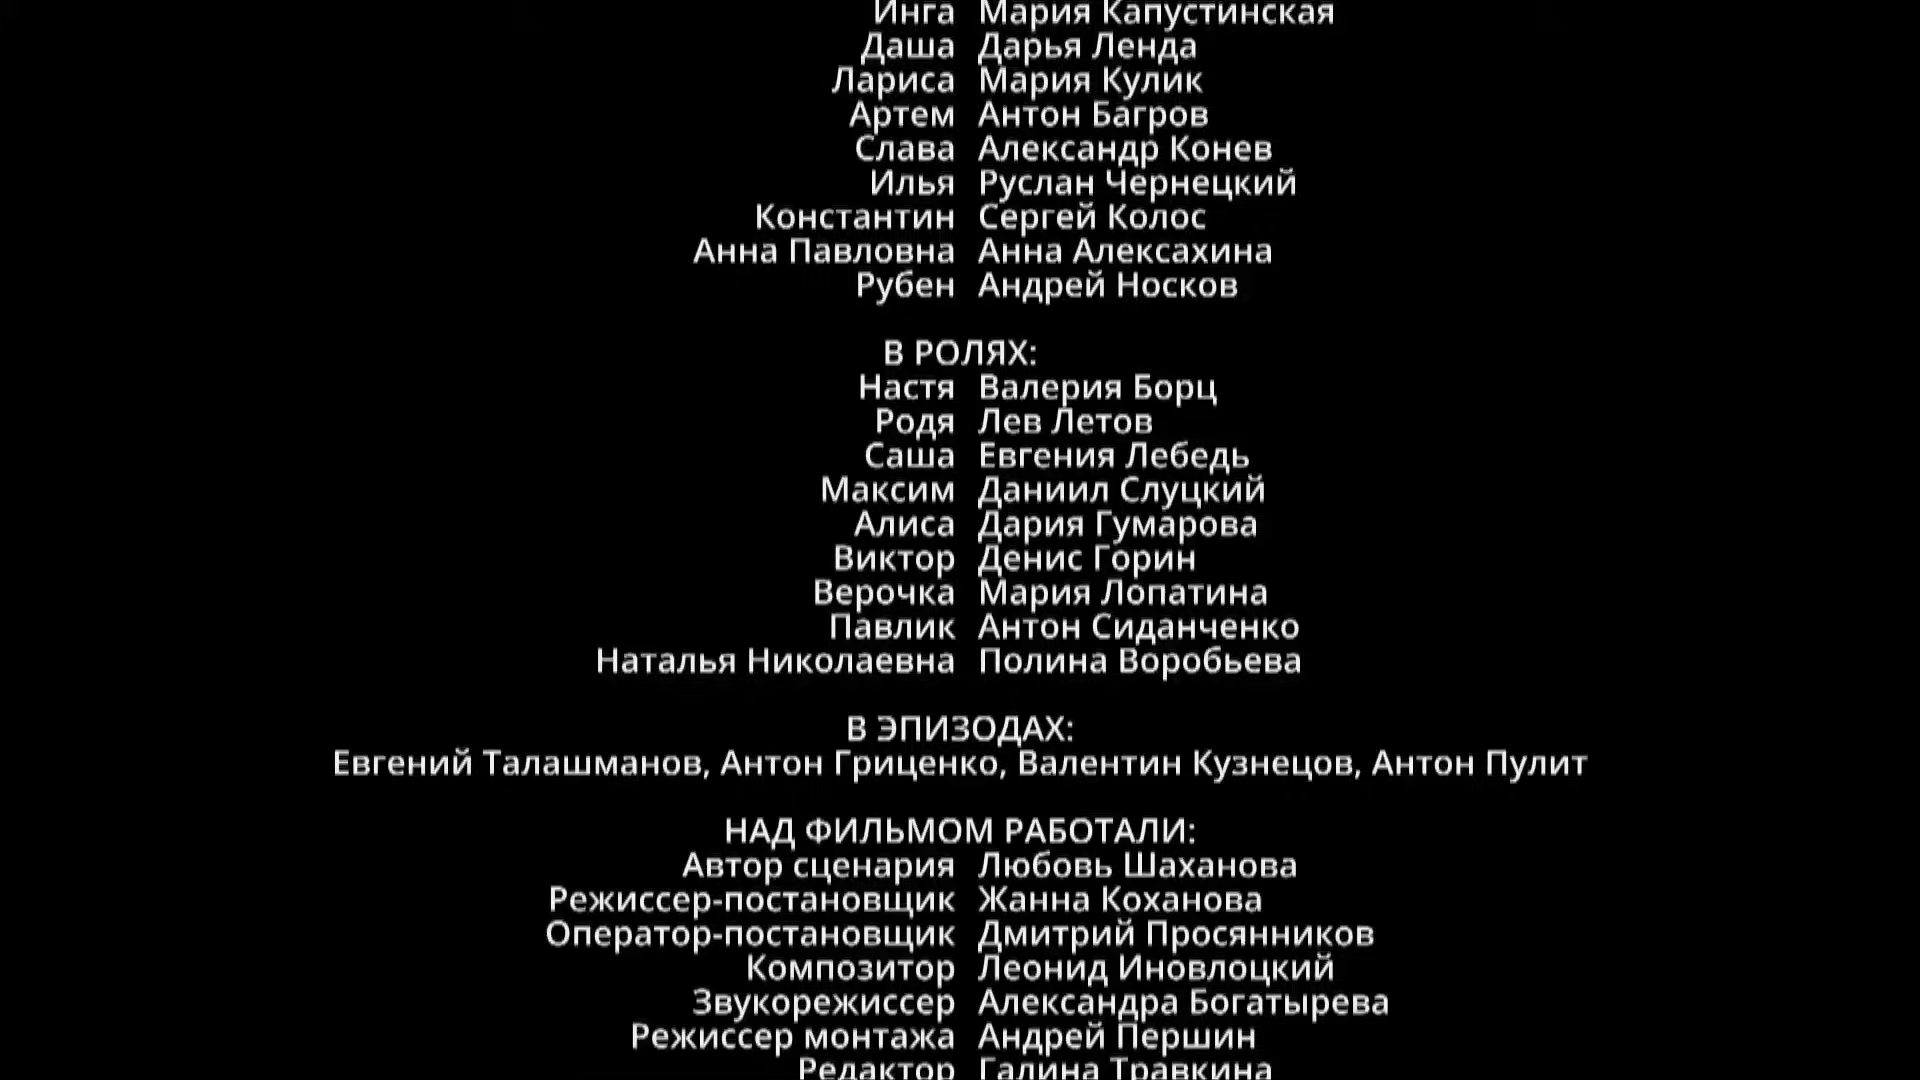 Инга Мария Капустинская
Даша Дарья Ленда
Лариса Мария Кулик
Артем Антон Багров
Слава Александр Конев
Илья Руслан Чернецкий
Константин Сергей Колос
Анна Павловна Анна Алексахина
Рубен Андрей Носков
В РОЛЯХ:
Настя Валерия Борц
Родя Лев Летов
Саша Евгения Лебедь
Максим Даниил Слуцкий
Алиса Дария Гумарова
Виктор Денис Горин
Верочка Мария Лопатина
Павлик Антон Сиданченко
Наталья Николаевна Полина Воробьева
В ЭПИЗОДАХ:
Евгений Талашманов, Антон Гриценко, Валентин Кузнецов, Антон Пулит
НАД ФИЛЬМОМ РАБОТАЛИ:
Автор сценария Любовь Шаханова
Режиссер-постановщик Жанна Коханова
Оператор-постановщик Дмитрий Просянников
Композитор Леонид Иновлоцкий
Звукорежиссер Александра Богатырева
Режиссер монтажа Андрей Першин
Редактор Галина Травкина